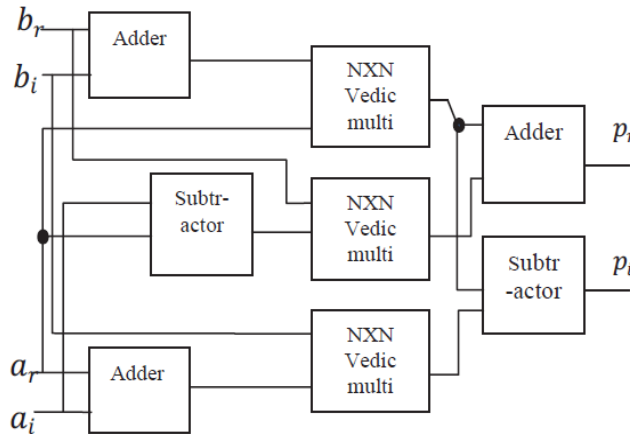 b_r
Adder
b_i
NXN
Vedic
multi
Adder
Subtr-
actor
NXN
Vedic
multi
Subtr
-actor
p_i
a_r
Adder
NXN
Vedic
multi
a_i